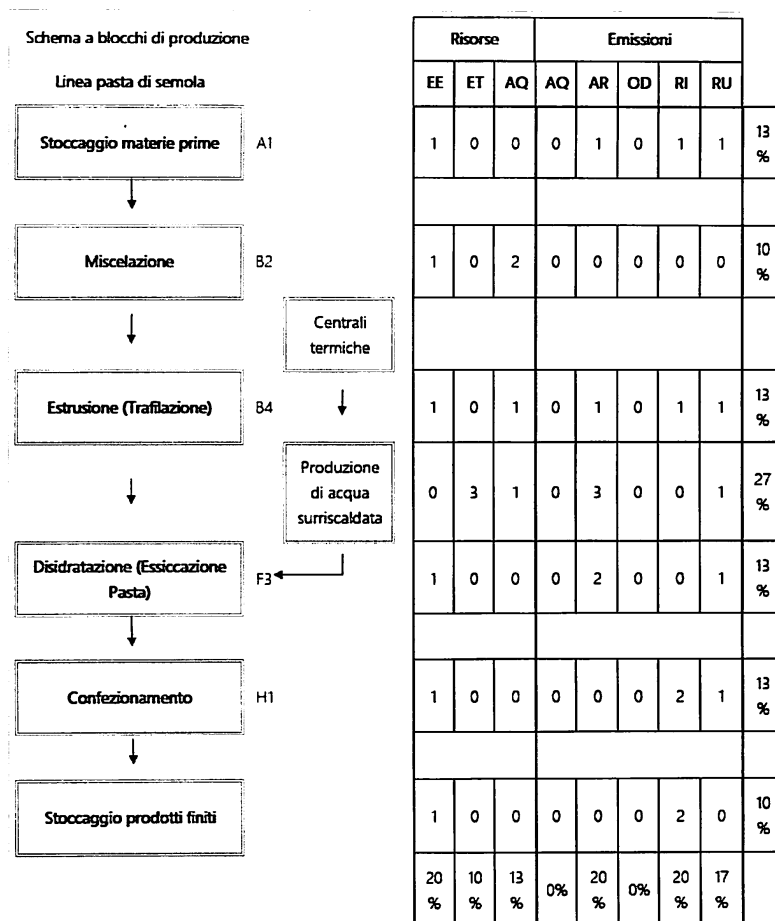 Schema a blocchi di produzione
Linea pasta di semola
Risorse Emissioni
EE ET AQ AQ AR OD RI RU
Stoccaggio materie prime A1 1 0 0 0 1 0 1 1 13
%
Miscelazione B2 1 0 2 0 0 0 0 0 10
%
Centrali
termiche
Estrusione (Trafilazione) B4 1 0 1 0 1 0 1 1 13
%
Produzione
di acqua
surriscaldata
0 3 1 0 3 0 0 1 27
%
Disidratazione (Essiccazione
Pasta)
F3 1 0 0 0 2 0 0 1 13
%
Confezionamento H1 1 0 0 0 0 0 2 1 13
%
Stoccaggio prodotti finiti 1 0 0 0 0 0 2 0 10
%
20
%
10
%
13
%
0%
20
%
0%
20
%
17
%